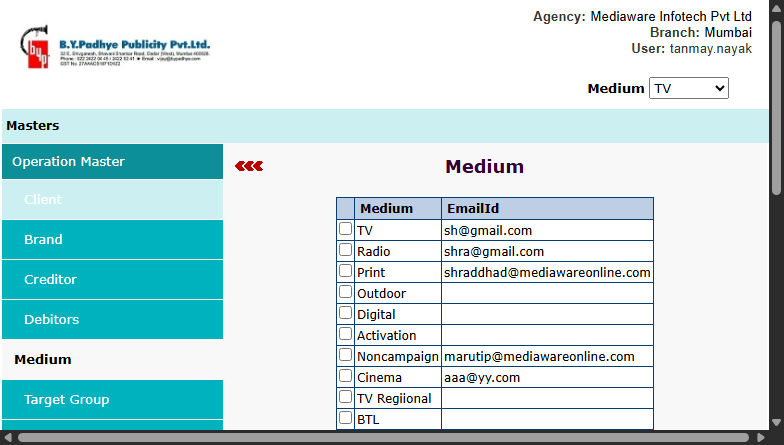 Agency: Mediaware Infotech Pvt Ltd
Branch: Mumbai
User: tanmay.nayak
B.Y.Padhye Publicity Pvt.Ltd.
Medium TV
Masters
Operation Master
Client
Brand
Creditor
Debitors
Medium
Target Group
Medium
Medium EmailId
TV sh@gmail.com
Radio shra@gmail.com
Print shraddhad@mediawareonline.com
Outdoor
Digital
Activation
Noncampaign marutip@mediawareonline.com
Cinema aaa@yy.com
TV Regiional
BTL